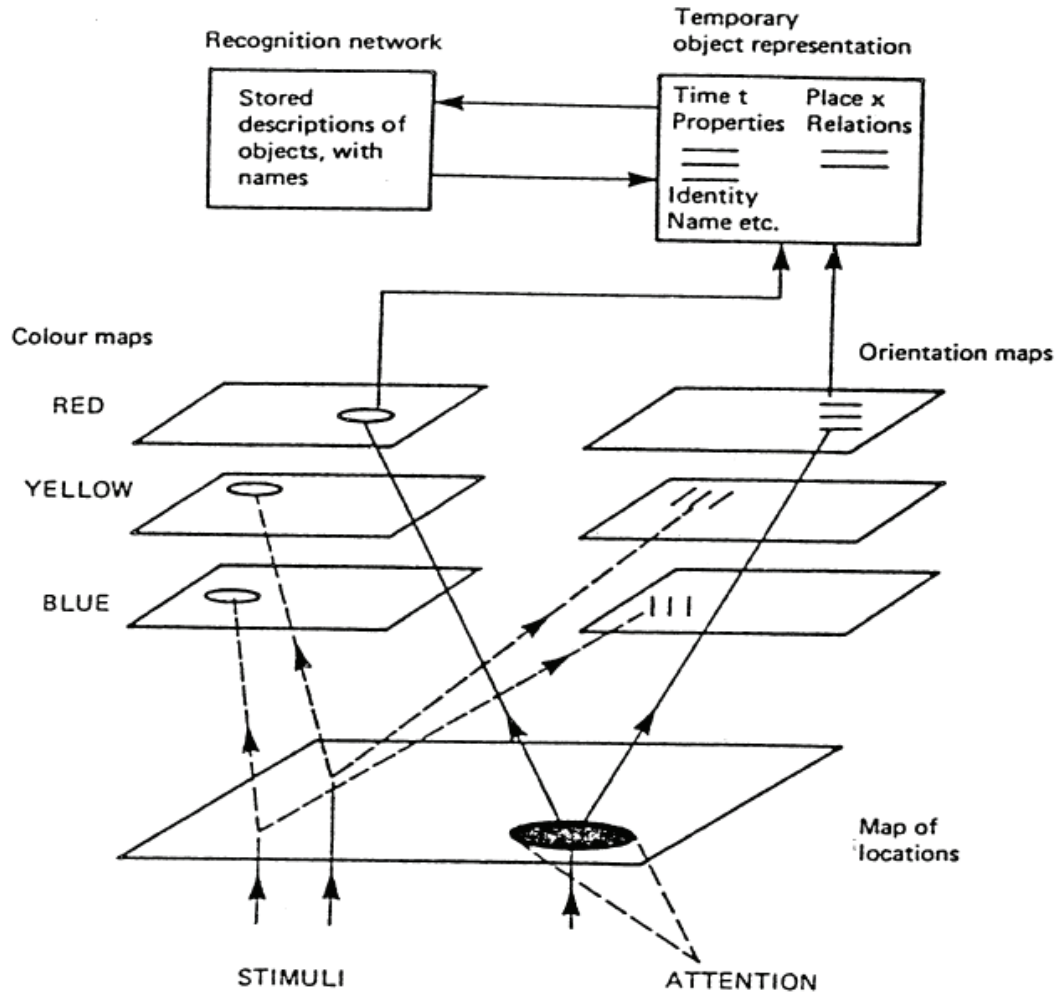 Temporary
object representation
Recognition network
Stored
descriptions of
objects, with
names
Time t
Properties
Place x
Relations
Identity
Name etc.
Colour maps
Orientation maps
RED
YELLOW
BLUE
Map of
locations
STIMULI
ATTENTION